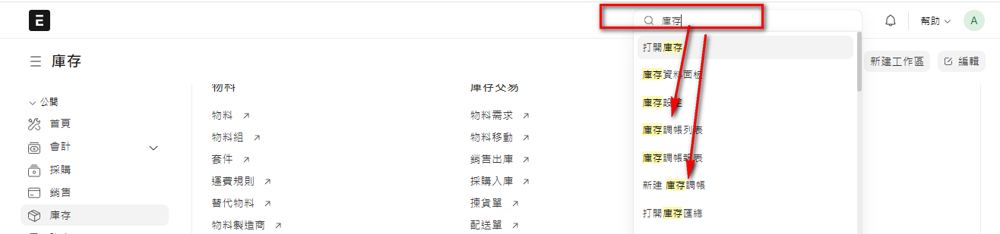 E
庫存
幫助
A
庫存
新建工作區
編輯
打開庫存
庫存資料面板
庫存設定
庫存調帳列表
庫存調帳報表
新建 庫存調帳
打開庫存匯總
公開
首頁
會計
採購
銷售
庫存
物料
物料
物料組
套件
運費規則
替代物料
物料製造商
庫存交易
物料需求
物料移動
銷售出庫
採購入庫
揀貨單
配送單